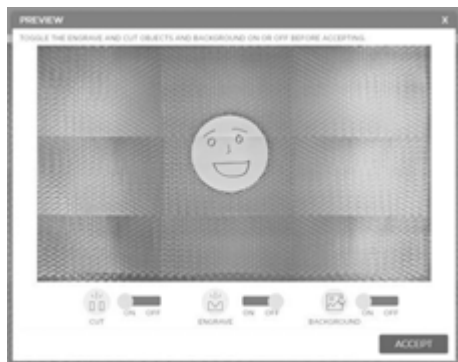 PREVIEW X
TOGGLE THE ENGRAVE AND CUT OBJECTS AND BACKGROUND ON OR OFF BEFORE ACCEPTING.
ON OFF ON OFF ON OFF
CUT ENGRAVE BACKGROUND
ACCEPT